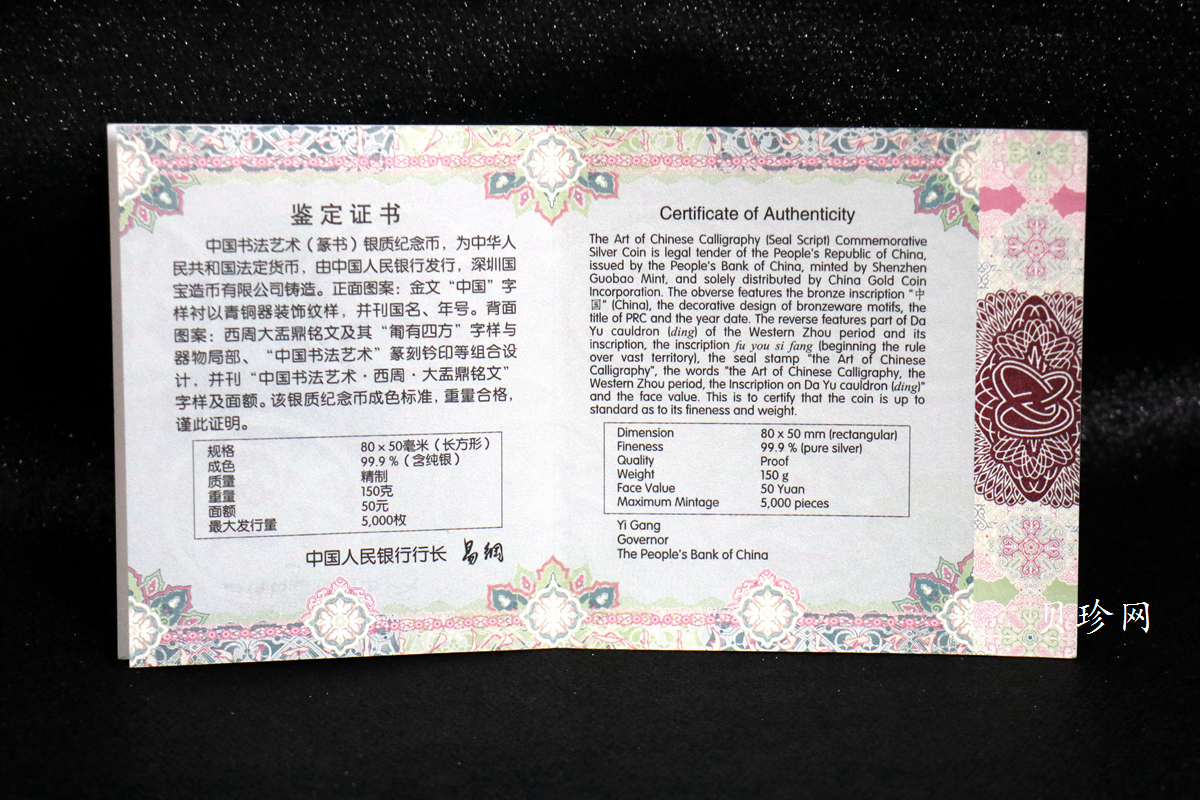 鉴定证书
中国书法艺术（篆书）银质纪念币，为中华人
民共和国法定货币，由中国人民银行发行，深圳国
宝造币有限公司铸造。正面图案：金文“中国”字
样衬以青铜器装饰纹样，并刊国名、年号。背面
图案：西周大盂鼎铭文及其“匍有四方”字样与
器物局部、“中国书法艺术”篆刻钤印等组合设
计，并刊“中国书法艺术·西周·大盂鼎铭文”
字样及面额。该银质纪念币成色标准，重量合格，
谨此证明。
规格 80×50毫米（长方形）
成色 99.9％（含纯银）
质量 精制
重量 150克
面额 50元
最大发行量 5,000枚
中国人民银行行长 易纲
Certificate of Authenticity
The Art of Chinese Calligraphy (Seal Script) Commemorative
Silver Coin is legal tender of the People's Republic of China,
issued by the People's Bank of China, minted by Shenzhen
Guobao Mint, and solely distributed by China Gold Coin
Incorporation. The obverse features the bronze inscription "中
国" (China), the decorative design of bronzeware motifs, the
title of PRC and the year date. The reverse features part of Da
Yu cauldron (ding) of the Western Zhou period and its
inscription, the inscription fu you si fang (beginning the rule
over vast territory), the seal stamp "the Art of Chinese
Calligraphy", the words "the Art of Chinese Calligraphy, the
Western Zhou period, the Inscription on Da Yu cauldron (ding)"
and the face value. This is to certify that the coin is up to
standard as to its fineness and weight.
Dimension 80 x 50 mm (rectangular)
Fineness 99.9 % (pure silver)
Quality Proof
Weight 150 g
Face Value 50 Yuan
Maximum Mintage 5,000 pieces
Yi Gang
Governor
The People's Bank of China
贝珍网